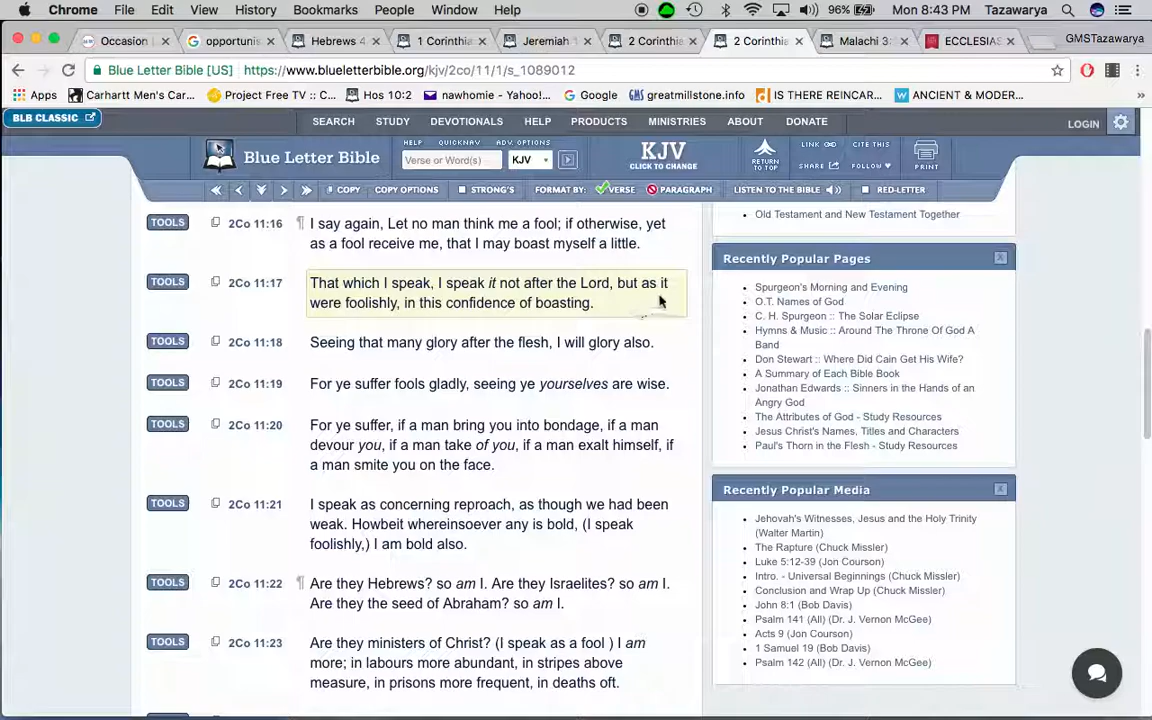 Chrome File Edit View History Bookmarks People Window Help 96% Mon 8:43 PM Tazawarya
Occasion | opportunis Hebrews 4 1 Corinthia Jeremiah 2 Corinthia 2 Corinthia Malachi 3: ECCLESIAS GMSTazawarya
Blue Letter Bible [US] https://www.blueletterbible.org/kjv/2co/11/1/s_1089012
Apps Carhartt Men's Car... Project Free TV :: C... Hos 10:2 nawhomie - Yahoo!... Google greatmillstone.info IS THERE REINCAR... ANCIENT & MODER... »
BLB CLASSIC SEARCH STUDY DEVOTIONALS HELP PRODUCTS MINISTRIES ABOUT DONATE LOGIN
HELP QUICKNAV ADV. OPTIONS
Blue Letter Bible Verse or Word(s) KJV KJV CLICK TO CHANGE RETURN TO TOP LINK CITE THIS SHARE FOLLOW PRINT
COPY COPY OPTIONS STRONG'S FORMAT BY: VERSE PARAGRAPH LISTEN TO THE BIBLE RED-LETTER
TOOLS 2Co 11:16 ¶ I say again, Let no man think me a fool; if otherwise, yet
as a fool receive me, that I may boast myself a little.
TOOLS 2Co 11:17 That which I speak, I speak it not after the Lord, but as it
were foolishly, in this confidence of boasting.
TOOLS 2Co 11:18 Seeing that many glory after the flesh, I will glory also.
TOOLS 2Co 11:19 For ye suffer fools gladly, seeing ye yourselves are wise.
TOOLS 2Co 11:20 For ye suffer, if a man bring you into bondage, if a man
devour you, if a man take of you, if a man exalt himself, if
a man smite you on the face.
TOOLS 2Co 11:21 I speak as concerning reproach, as though we had been
weak. Howbeit whereinsoever any is bold, (I speak
foolishly,) I am bold also.
TOOLS 2Co 11:22 ¶ Are they Hebrews? so am I. Are they Israelites? so am I.
Are they the seed of Abraham? so am I.
TOOLS 2Co 11:23 Are they ministers of Christ? (I speak as a fool ) I am
more; in labours more abundant, in stripes above
measure, in prisons more frequent, in deaths oft.
Old Testament and New Testament Together
Recently Popular Pages
Spurgeon's Morning and Evening
O.T. Names of God
C. H. Spurgeon :: The Solar Eclipse
Hymns & Music :: Around The Throne Of God A
Band
Don Stewart :: Where Did Cain Get His Wife?
A Summary of Each Bible Book
Jonathan Edwards :: Sinners in the Hands of an
Angry God
The Attributes of God - Study Resources
Jesus Christ's Names, Titles and Characters
Paul's Thorn in the Flesh - Study Resources
Recently Popular Media
Jehovah's Witnesses, Jesus and the Holy Trinity
(Walter Martin)
The Rapture (Chuck Missler)
Luke 5:12-39 (Jon Courson)
Intro. - Universal Beginnings (Chuck Missler)
Conclusion and Wrap Up (Chuck Missler)
John 8:1 (Bob Davis)
Psalm 141 (All) (Dr. J. Vernon McGee)
Acts 9 (Jon Courson)
1 Samuel 19 (Bob Davis)
Psalm 142 (All) (Dr. J. Vernon McGee)